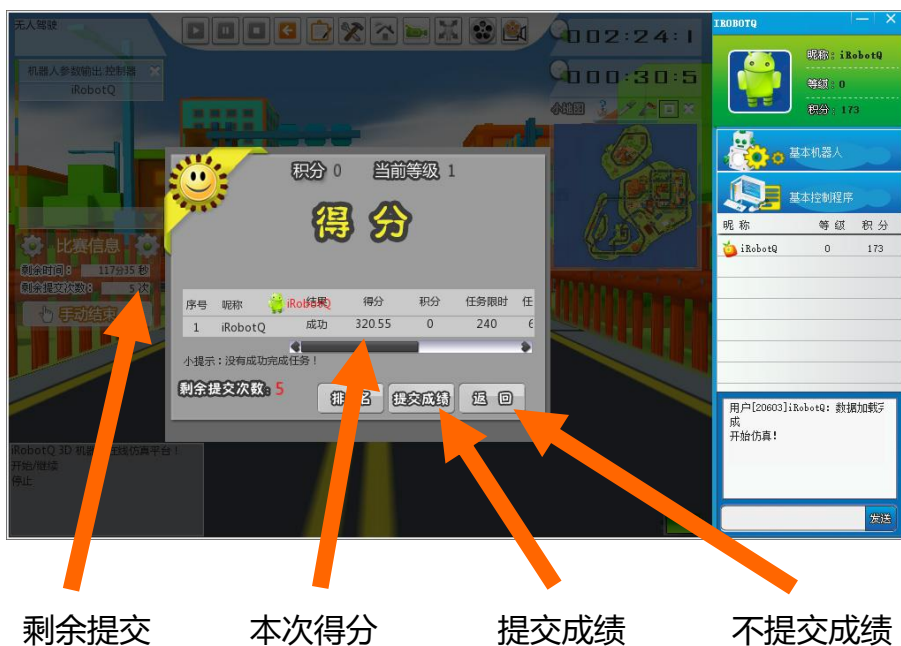 无人驾驶
002:24:1
000:30:5
机器人参数输出.控制器
iRobotQ
小地图
比赛信息
剩余时间: 117分35 秒
剩余提交次数: 5 次
手动结束
积分 0 当前等级 1
得 分
序号 昵称 iRobotQ 结果 得分 积分 任务限时 任
1 iRobotQ 成功 320.55 0 240 6
小提示：没有成功完成任务！
剩余提交次数: 5
排 名 提交成绩 返 回
iRobotQ 3D 机器 在线仿真平台！
开始/继续
停止
IROBOTQ
昵称：iRobotQ
等级：0
积分：173
基本机器人
基本控制程序
昵 称 等 级 积 分
iRobotQ 0 173
用户[20603]iRobotQ: 数据加载完
成
开始仿真!
发送
剩余提交 本次得分 提交成绩 不提交成绩